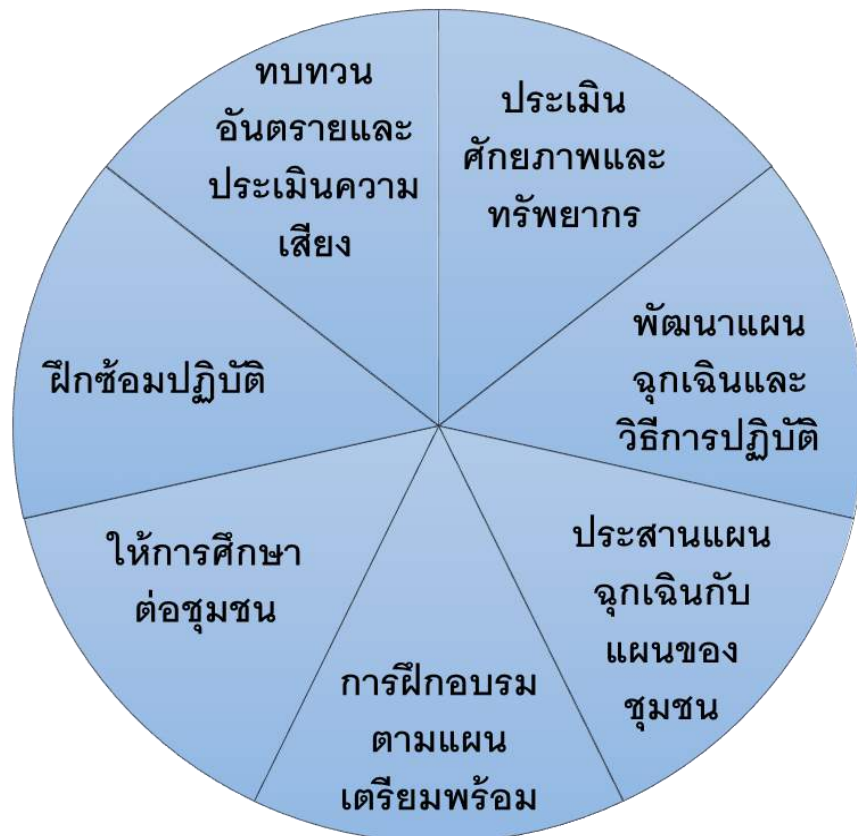 ทบทวน
อันตรายและ
ประเมินความ
เสียง
ประเมิน
ศักยภาพและ
ทรัพยากร
พัฒนาแผน
ฉุกเฉินและ
วิธีการปฏิบัติ
ประสานแผน
ฉุกเฉินกับ
แผนของ
ชุมชน
การฝึกอบรม
ตามแผน
เตรียมพร้อม
ให้การศึกษา
ต่อชุมชน
ฝึกซ้อมปฏิบัติ